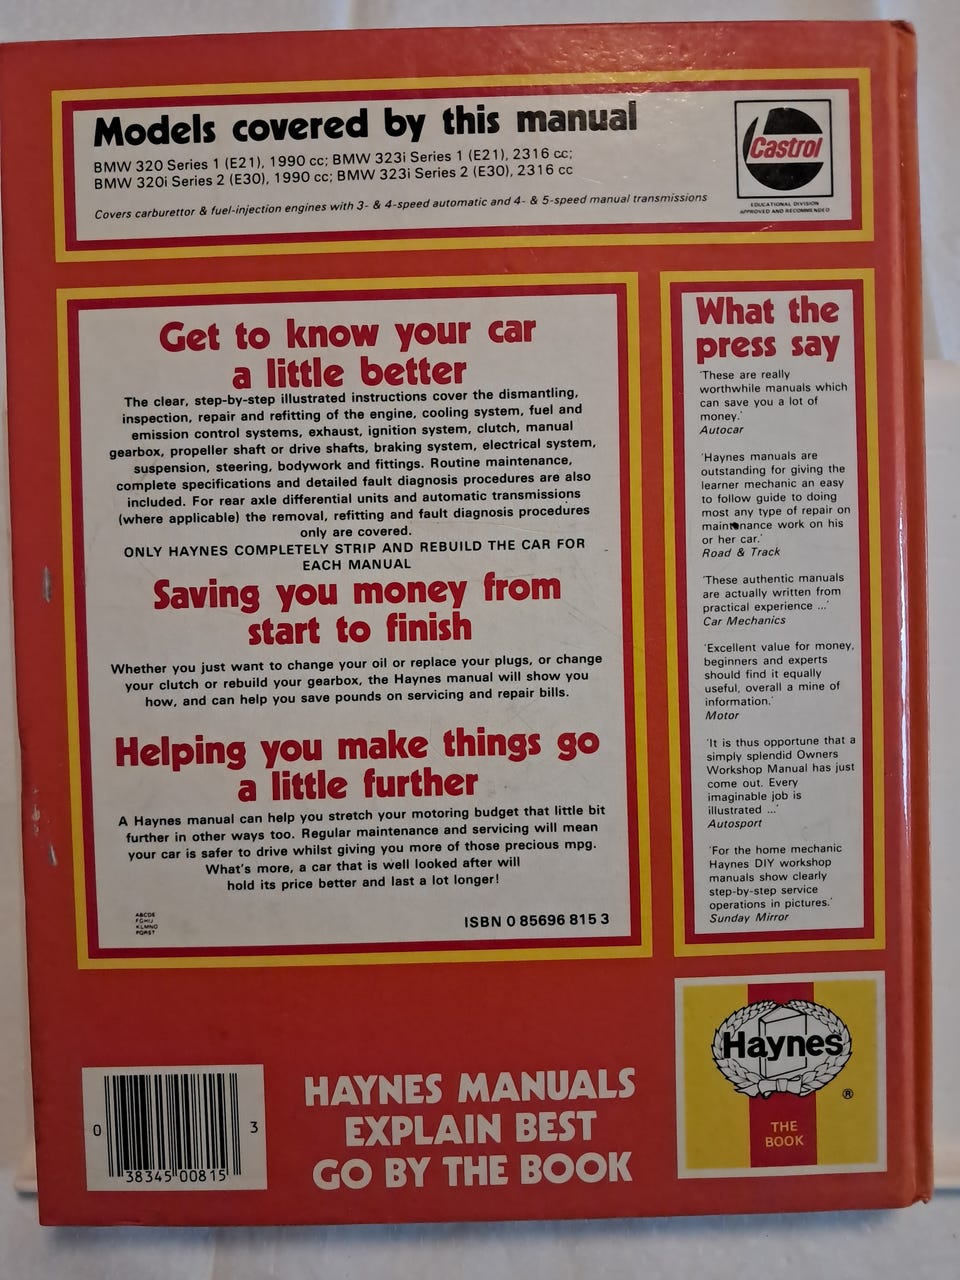 Models covered by this manual
BMW 320 Series 1 (E21), 1990 cc; BMW 323i Series 1 (E21), 2316 cc;
BMW 320i Series 2 (E30), 1990 cc; BMW 323i Series 2 (E30), 2316 cc
Covers carburettor & fuel-injection engines with 3- & 4-speed automatic and 4- & 5-speed manual transmissions
Castrol
EDUCATIONAL DIVISION
APPROVED AND RECOMMENDED
Get to know your car
a little better
The clear, step-by-step illustrated instructions cover the dismantling,
inspection, repair and refitting of the engine, cooling system, fuel and
emission control systems, exhaust, ignition system, clutch, manual
gearbox, propeller shaft or drive shafts, braking system, electrical system,
suspension, steering, bodywork and fittings. Routine maintenance,
complete specifications and detailed fault diagnosis procedures are also
included. For rear axle differential units and automatic transmissions
(where applicable) the removal, refitting and fault diagnosis procedures
only are covered.
ONLY HAYNES COMPLETELY STRIP AND REBUILD THE CAR FOR
EACH MANUAL
Saving you money from
start to finish
Whether you just want to change your oil or replace your plugs, or change
your clutch or rebuild your gearbox, the Haynes manual will show you
how, and can help you save pounds on servicing and repair bills.
Helping you make things go
a little further
A Haynes manual can help you stretch your motoring budget that little bit
further in other ways too. Regular maintenance and servicing will mean
your car is safer to drive whilst giving you more of those precious mpg.
What's more, a car that is well looked after will
hold its price better and last a lot longer!
ABCDE
FGHIJ
KLMNO
PQRST
ISBN 0 85696 815 3
What the
press say
'These are really
worthwhile manuals which
can save you a lot of
money.'
Autocar
'Haynes manuals are
outstanding for giving the
learner mechanic an easy
to follow guide to doing
most any type of repair on
maintenance work on his
or her car.'
Road & Track
'These authentic manuals
are actually written from
practical experience ...'
Car Mechanics
'Excellent value for money,
beginners and experts
should find it equally
useful, overall a mine of
information.'
Motor
'It is thus opportune that a
simply splendid Owners
Workshop Manual has just
come out. Every
imaginable job is
illustrated ...'
Autosport
'For the home mechanic
Haynes DIY workshop
manuals show clearly
step-by-step service
operations in pictures.'
Sunday Mirror
0 38345 00815 3
HAYNES MANUALS
EXPLAIN BEST
GO BY THE BOOK
Haynes
®
THE
BOOK